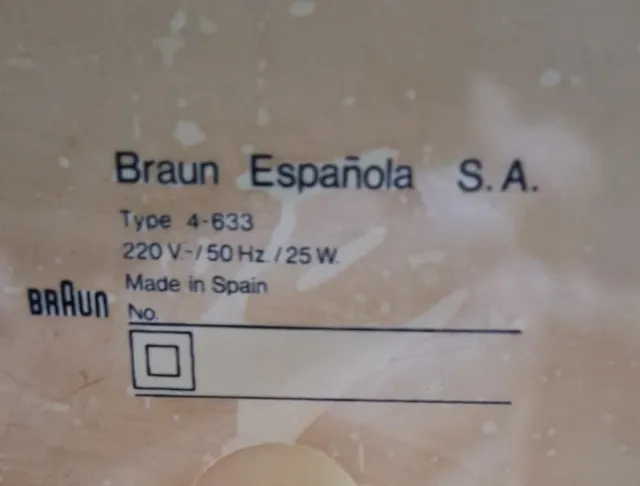 Braun Española S.A.
Type 4-633
220 V~/50 Hz./25 W.
Made in Spain
BRAUN
No.